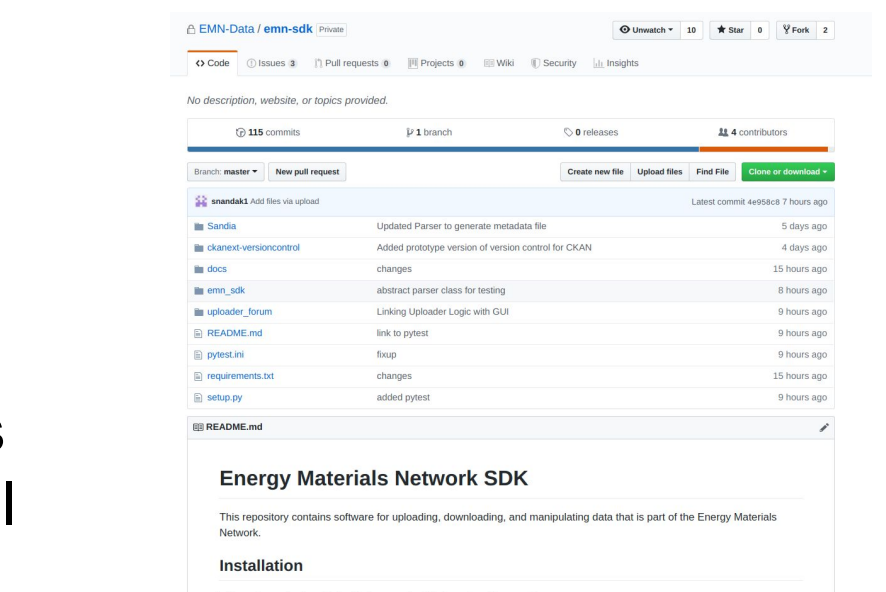 EMN-Data / emn-sdk Private
Unwatch 10 Star 0 Fork 2
Code Issues 3 Pull requests 0 Projects 0 Wiki Security Insights
No description, website, or topics provided.
115 commits 1 branch 0 releases 4 contributors
Branch: master New pull request Create new file Upload files Find File Clone or download
snandak1 Add files via upload Latest commit 4e958c8 7 hours ago
Sandia Updated Parser to generate metadata file 5 days ago
ckanext-versioncontrol Added prototype version of version control for CKAN 4 days ago
docs changes 15 hours ago
emn_sdk abstract parser class for testing 8 hours ago
uploader_forum Linking Uploader Logic with GUI 9 hours ago
README.md link to pytest 9 hours ago
pytest.ini fixup 9 hours ago
requirements.txt changes 15 hours ago
setup.py added pytest 9 hours ago
README.md
Energy Materials Network SDK
This repository contains software for uploading, downloading, and manipulating data that is part of the Energy Materials
Network.
Installation